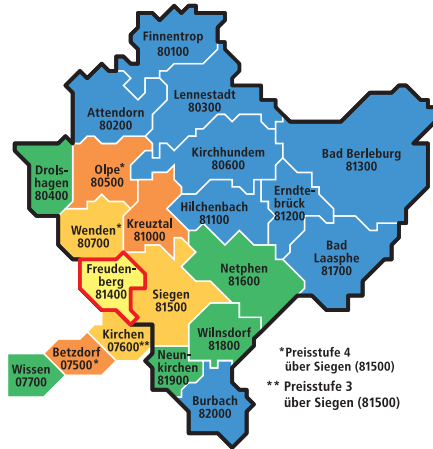 Finnentrop
80100
Lennestadt
80300
Attendorn
80200
Kirchhundem
80600
Bad Berleburg
81300
Drols-
hagen
80400
Olpe*
80500
Erndte-
brück
81200
Hilchenbach
81100
Kreuztal
81000
Wenden*
80700
Bad
Laasphe
81700
Netphen
81600
Freuden-
berg
81400
Siegen
81500
Kirchen
07600**
Wilnsdorf
81800
Betzdorf
07500*
Neun-
kirchen
81900
Wissen
07700
Burbach
82000
*Preisstufe 4
über Siegen (81500)
** Preisstufe 3
über Siegen (81500)